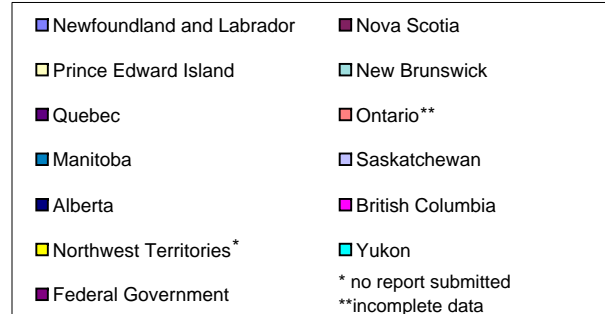 Newfoundland and Labrador
Nova Scotia
Prince Edward Island
New Brunswick
Quebec
Ontario**
Manitoba
Saskatchewan
Alberta
British Columbia
Northwest Territories*
Yukon
Federal Government
* no report submitted
**incomplete data